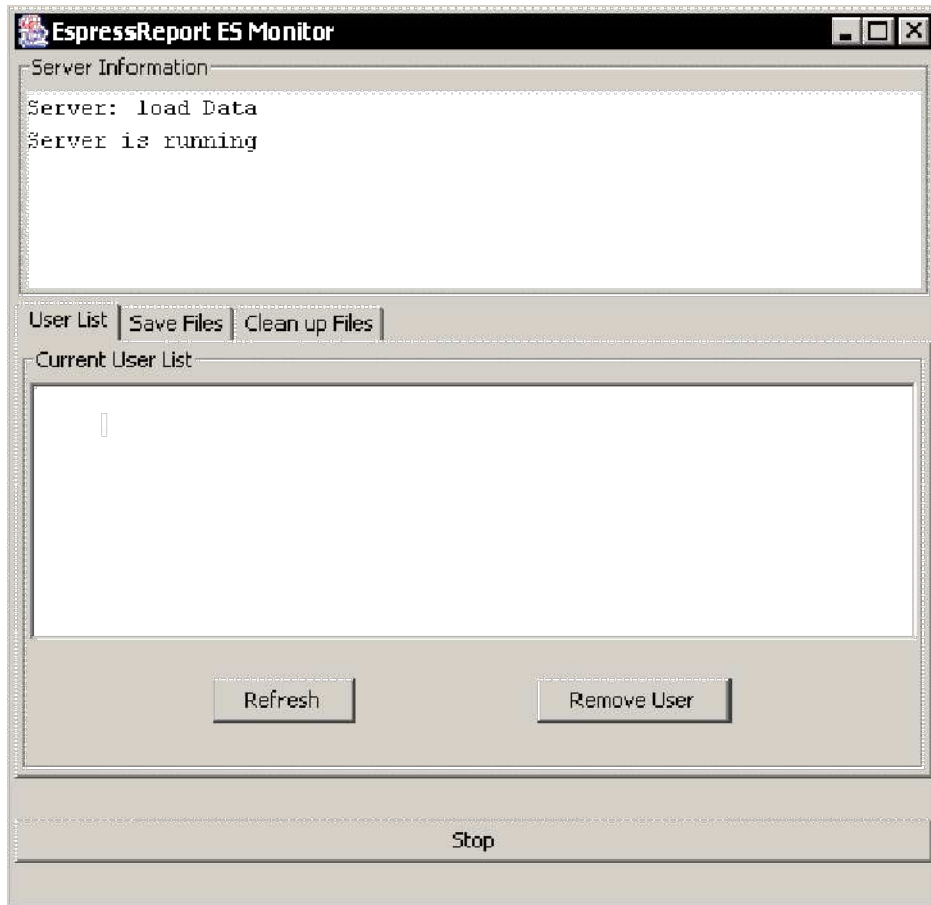 EspressReport ES Monitor
Server Information
Server: load Data
Server is running
User List Save Files Clean up Files
Current User List
Refresh Remove User
Stop